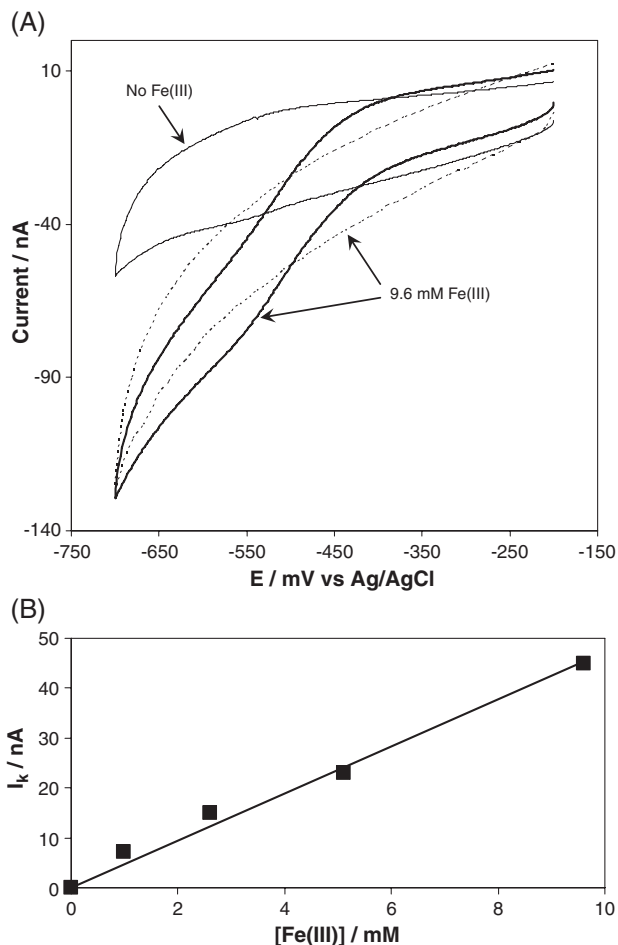 (A)
10
No Fe(III)
-40
9.6 mM Fe(III)
-90
-140
Current / nA
-750 -650 -550 -450 -350 -250 -150
E / mV vs Ag/AgCl
(B)
50
40
30
20
10
0
I_k / nA
0 2 4 6 8 10
[Fe(III)] / mM